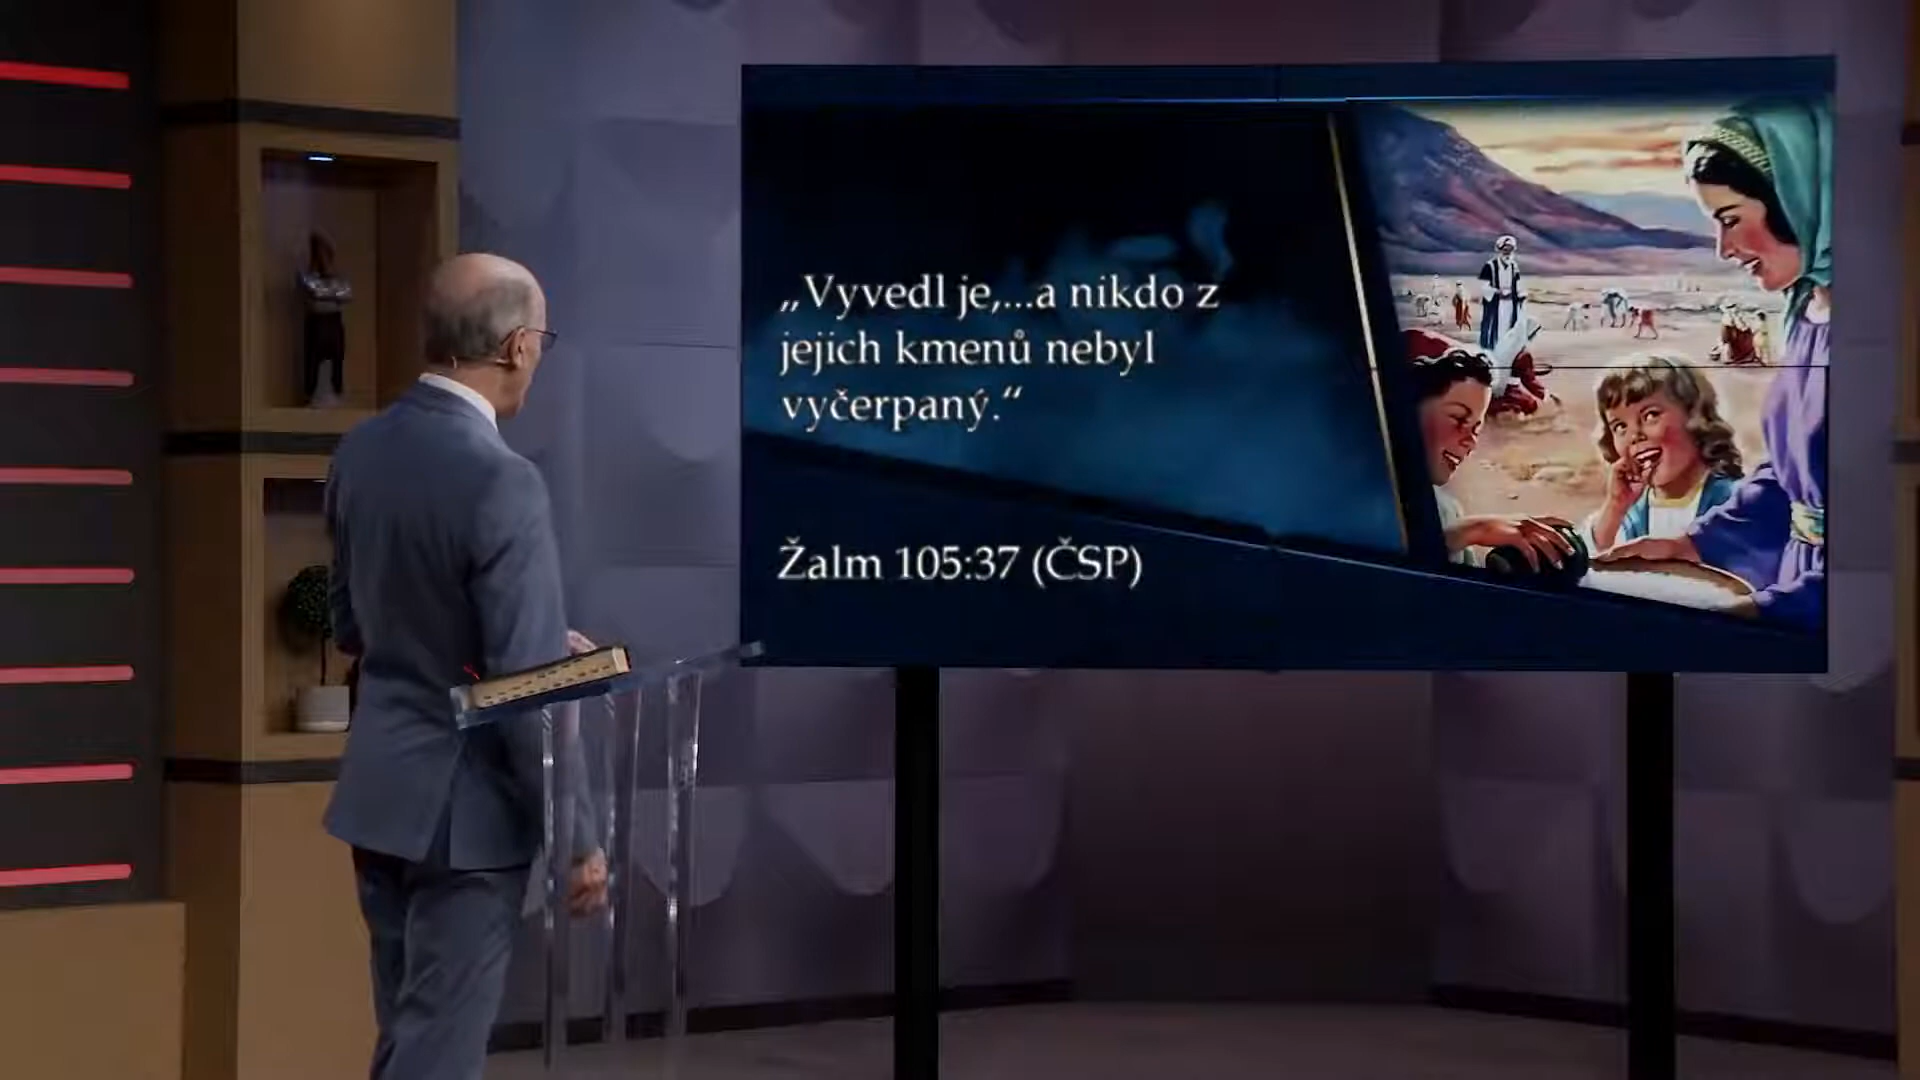 „Vyvedl je,...a nikdo z
jejich kmenů nebyl
vyčerpaný.“
Žalm 105:37 (ČSP)